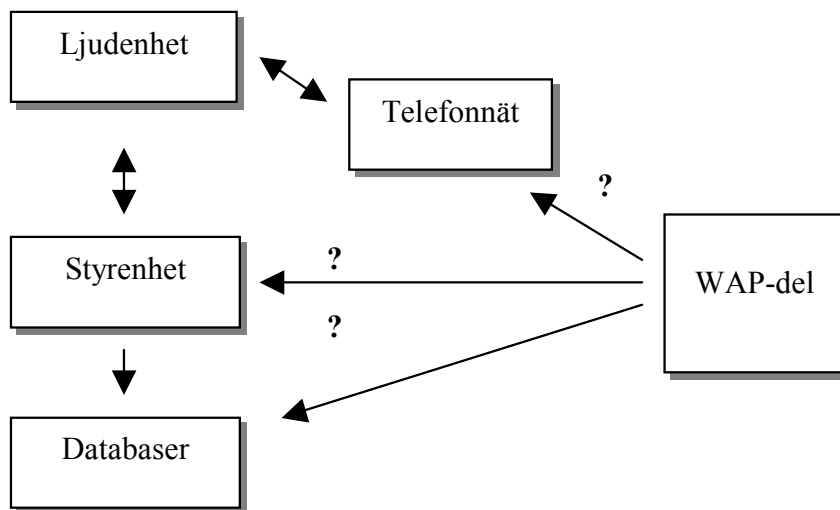 Ljudenhet
Telefonnät
?
Styrenhet
?
WAP-del
?
Databaser